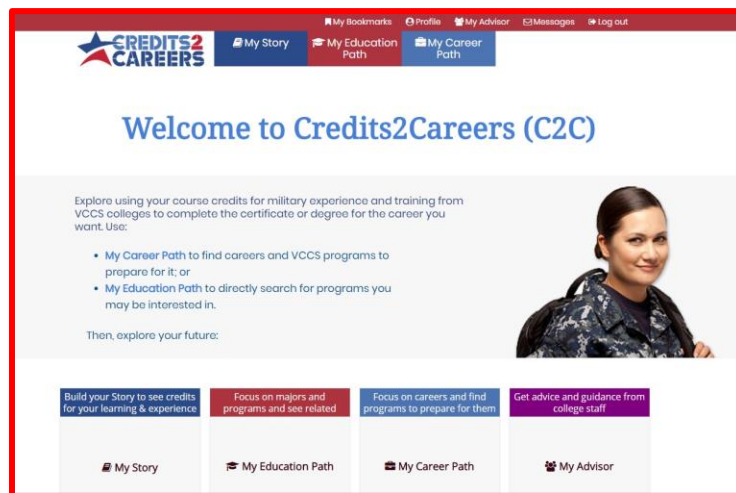 My Bookmarks Profile My Advisor Messages Log out
CREDITS2
CAREERS
My Story
My Education
Path
My Career
Path
Welcome to Credits2Careers (C2C)
Explore using your course credits for military experience and training from
VCCS colleges to complete the certificate or degree for the career you
want. Use:
• My Career Path to find careers and VCCS programs to
prepare for it; or
• My Education Path to directly search for programs you
may be interested in.
Then, explore your future:
Build your Story to see credits
for your learning & experience
Focus on majors and
programs and see related
Focus on careers and find
programs to prepare for them
Get advice and guidance from
college staff
My Story
My Education Path
My Career Path
My Advisor